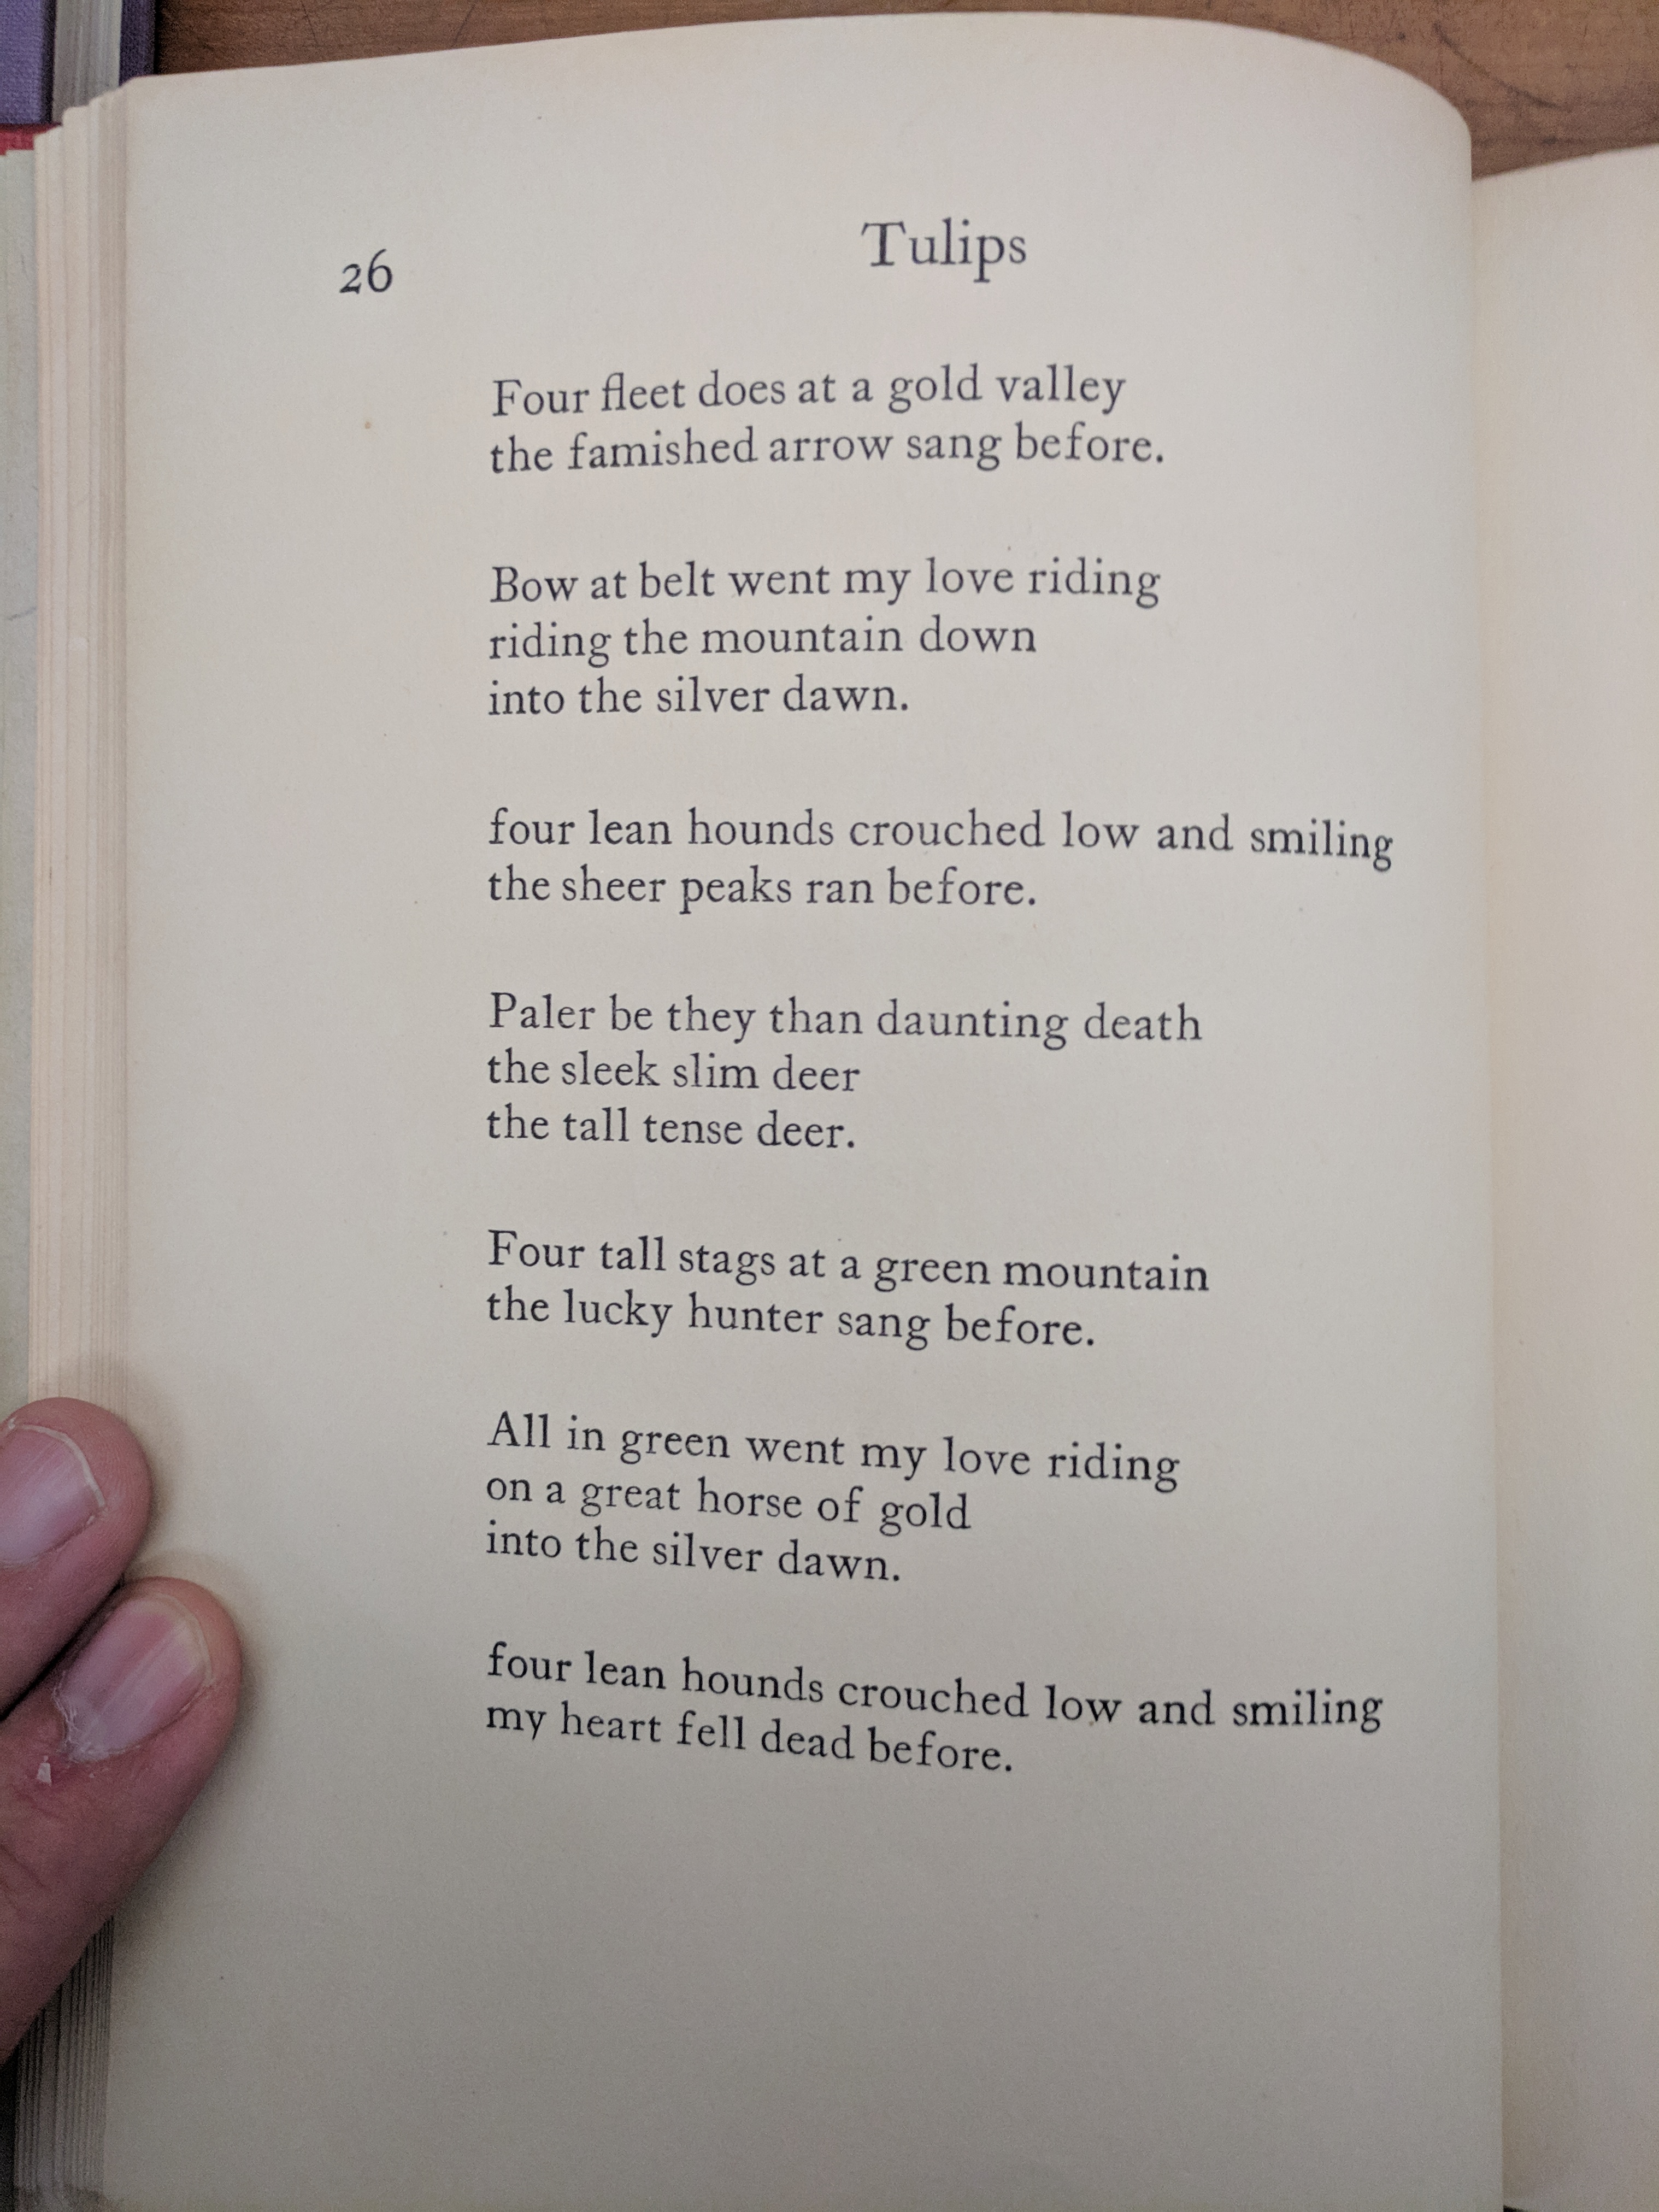 26
Tulips
Four fleet does at a gold valley
the famished arrow sang before.
Bow at belt went my love riding
riding the mountain down
into the silver dawn.
four lean hounds crouched low and smiling
the sheer peaks ran before.
Paler be they than daunting death
the sleek slim deer
the tall tense deer.
Four tall stags at a green mountain
the lucky hunter sang before.
All in green went my love riding
on a great horse of gold
into the silver dawn.
four lean hounds crouched low and smiling
my heart fell dead before.